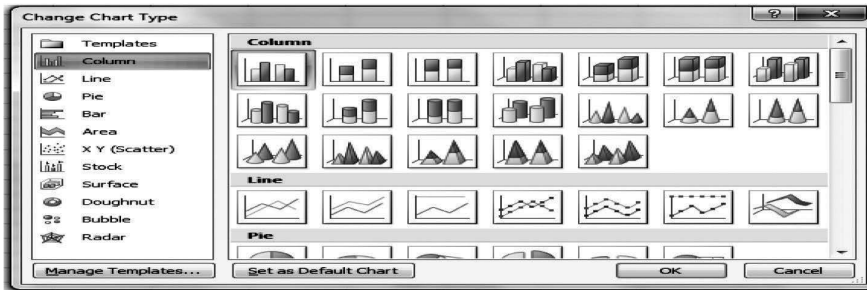 Change Chart Type
Templates
Column
Line
Pie
Bar
Area
X Y (Scatter)
Stock
Surface
Doughnut
Bubble
Radar
Manage Templates...
Column
Line
Pie
Set as Default Chart
OK
Cancel